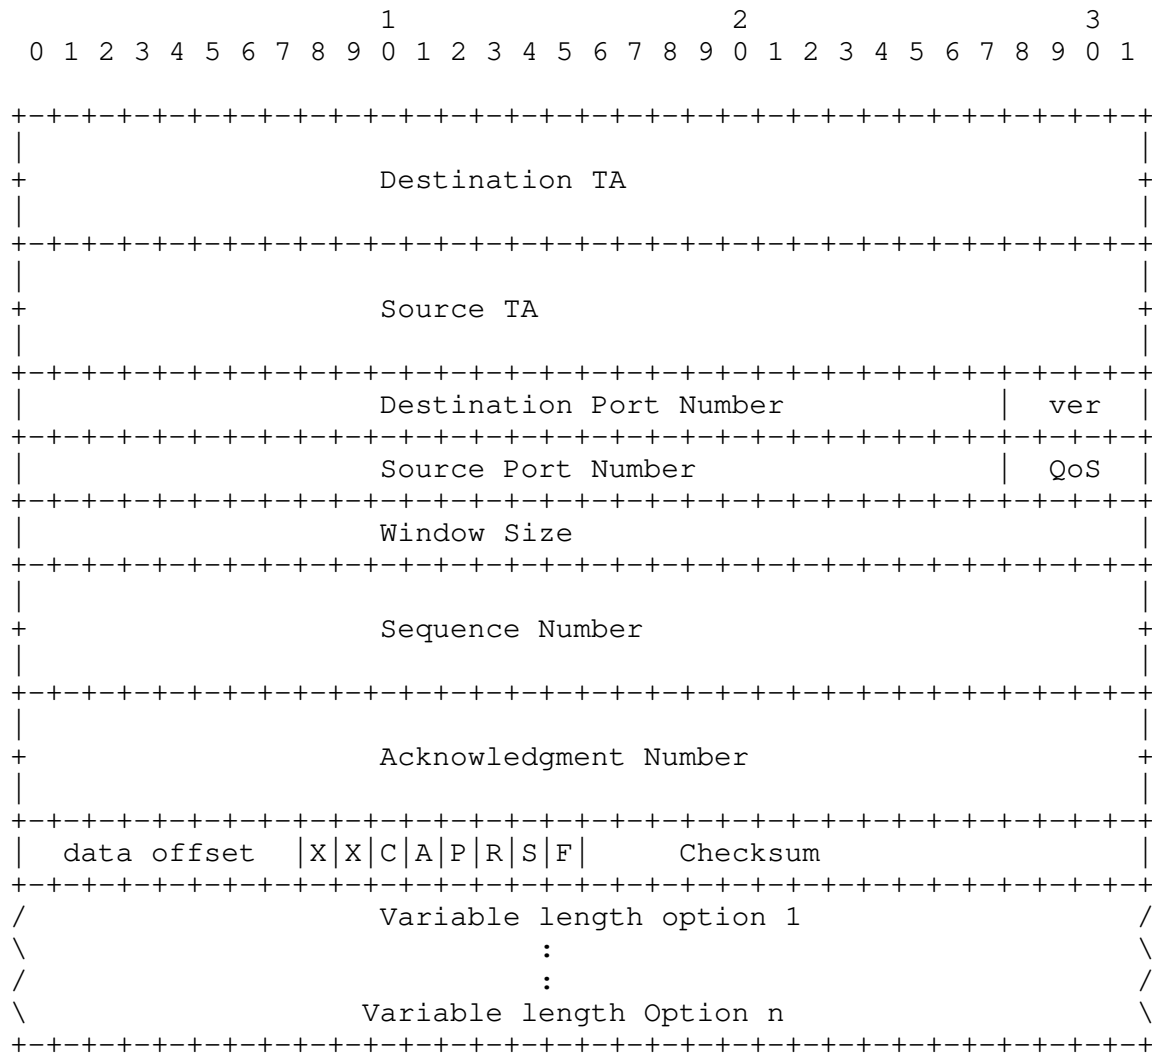 1 2 3
0 1 2 3 4 5 6 7 8 9 0 1 2 3 4 5 6 7 8 9 0 1 2 3 4 5 6 7 8 9 0 1
+-+-+-+-+-+-+-+-+-+-+-+-+-+-+-+-+-+-+-+-+-+-+-+-+-+-+-+-+-+-+-+-+
| |
+ Destination TA +
| |
+-+-+-+-+-+-+-+-+-+-+-+-+-+-+-+-+-+-+-+-+-+-+-+-+-+-+-+-+-+-+-+-+
| |
+ Source TA +
| |
+-+-+-+-+-+-+-+-+-+-+-+-+-+-+-+-+-+-+-+-+-+-+-+-+-+-+-+-+-+-+-+-+
| Destination Port Number | ver |
+-+-+-+-+-+-+-+-+-+-+-+-+-+-+-+-+-+-+-+-+-+-+-+-+-+-+-+-+-+-+-+-+
| Source Port Number | QoS |
+-+-+-+-+-+-+-+-+-+-+-+-+-+-+-+-+-+-+-+-+-+-+-+-+-+-+-+-+-+-+-+-+
| Window Size |
+-+-+-+-+-+-+-+-+-+-+-+-+-+-+-+-+-+-+-+-+-+-+-+-+-+-+-+-+-+-+-+-+
| |
+ Sequence Number +
| |
+-+-+-+-+-+-+-+-+-+-+-+-+-+-+-+-+-+-+-+-+-+-+-+-+-+-+-+-+-+-+-+-+
| |
+ Acknowledgment Number +
| |
+-+-+-+-+-+-+-+-+-+-+-+-+-+-+-+-+-+-+-+-+-+-+-+-+-+-+-+-+-+-+-+-+
| data offset |X|X|C|A|P|R|S|F| Checksum |
+-+-+-+-+-+-+-+-+-+-+-+-+-+-+-+-+-+-+-+-+-+-+-+-+-+-+-+-+-+-+-+-+
/ Variable length option 1 /
\ : \
/ : /
\ Variable length Option n \
+-+-+-+-+-+-+-+-+-+-+-+-+-+-+-+-+-+-+-+-+-+-+-+-+-+-+-+-+-+-+-+-+